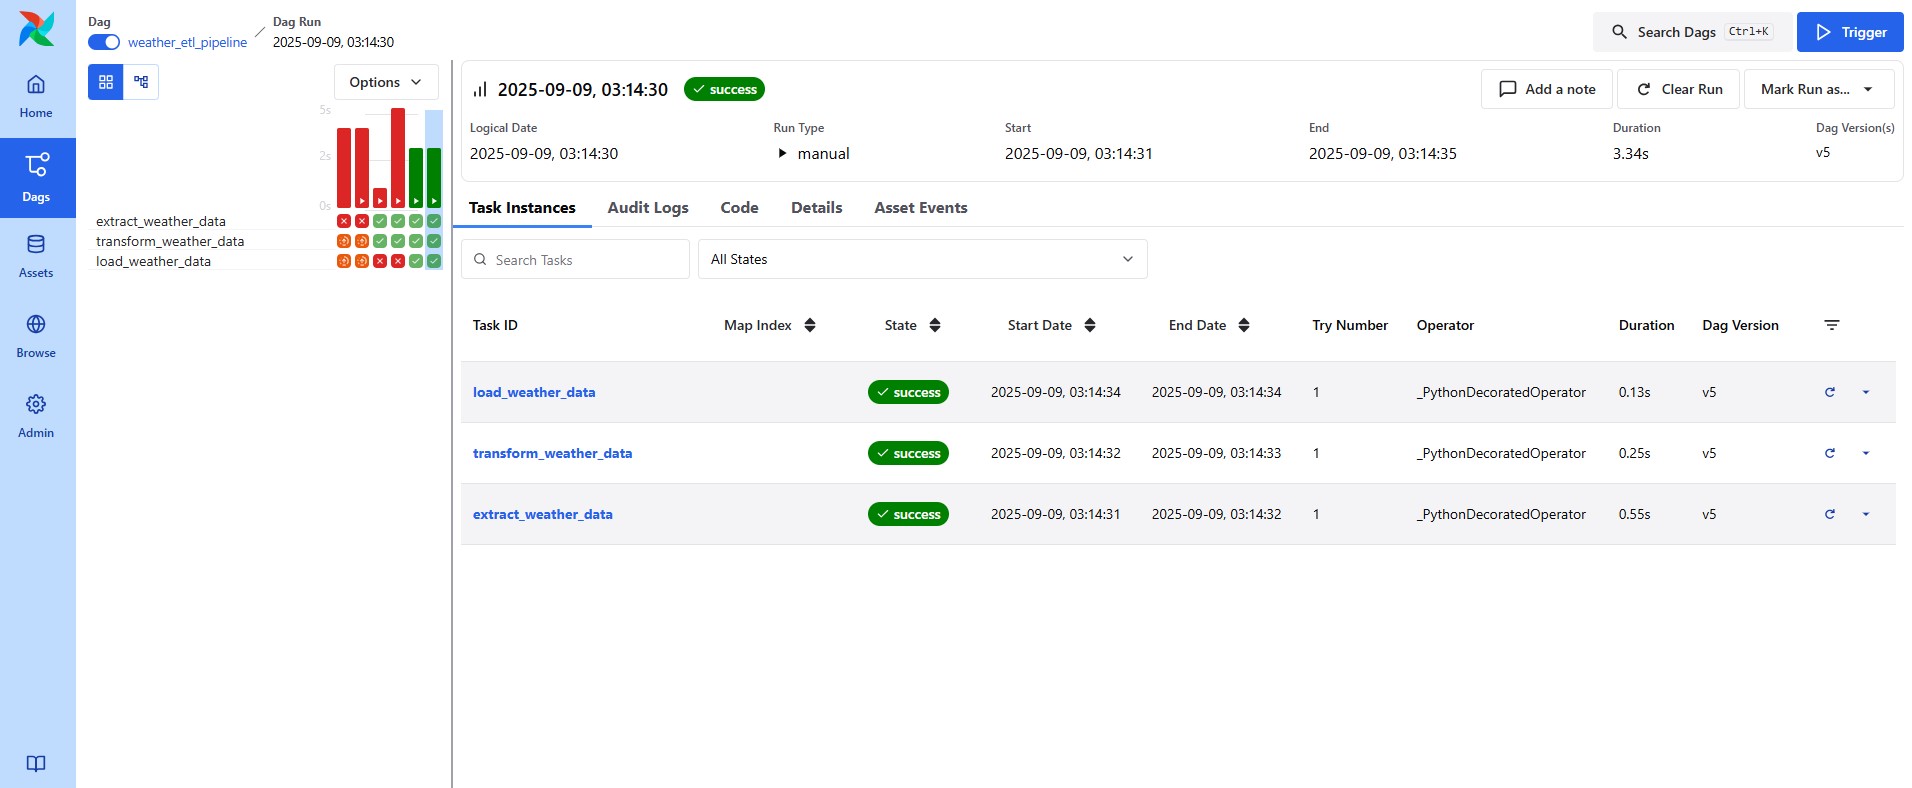 Dag
weather_etl_pipeline
Dag Run
2025-09-09, 03:14:30
Search Dags Ctrl+K
Trigger
Home
Dags
Assets
Browse
Admin
Options
5s
2s
0s
extract_weather_data
transform_weather_data
load_weather_data
2025-09-09, 03:14:30 success
Add a note
Clear Run
Mark Run as...
Logical Date Run Type Start End Duration Dag Version(s)
2025-09-09, 03:14:30 manual 2025-09-09, 03:14:31 2025-09-09, 03:14:35 3.34s v5
Task Instances Audit Logs Code Details Asset Events
Search Tasks All States
Task ID Map Index State Start Date End Date Try Number Operator Duration Dag Version
load_weather_data success 2025-09-09, 03:14:34 2025-09-09, 03:14:34 1 _PythonDecoratedOperator 0.13s v5
transform_weather_data success 2025-09-09, 03:14:32 2025-09-09, 03:14:33 1 _PythonDecoratedOperator 0.25s v5
extract_weather_data success 2025-09-09, 03:14:31 2025-09-09, 03:14:32 1 _PythonDecoratedOperator 0.55s v5